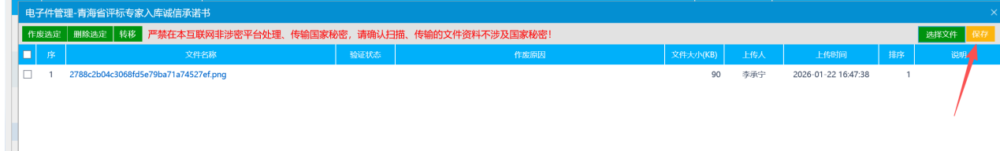 电子件管理-青海省评标专家入库诚信承诺书
作废选定 删除选定 转移 严禁在本互联网非涉密平台处理、传输国家秘密，请确认扫描、传输的文件资料不涉及国家秘密！ 选择文件 保存
序 文件名称 验证状态 作废原因 文件大小(KB) 上传人 上传时间 排序 说明
1 2788c2b04c3068fd5e79ba71a74527ef.png 90 李承宁 2026-01-22 16:47:38 1